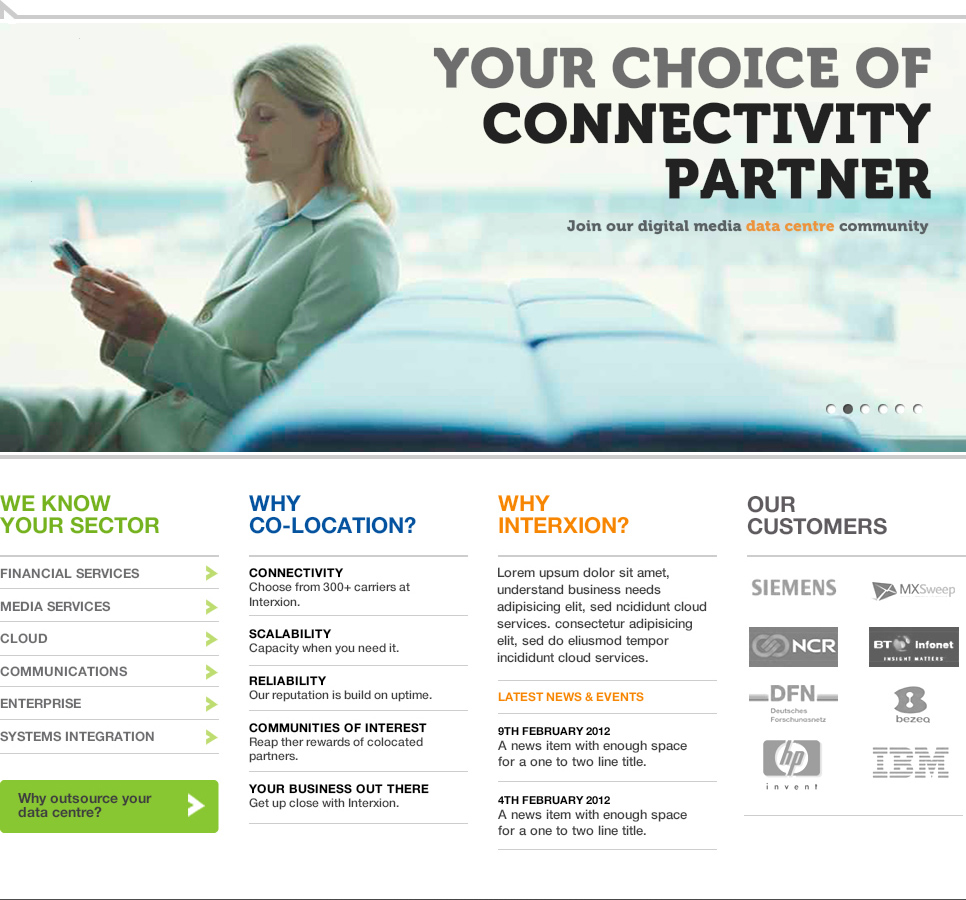 YOUR CHOICE OF
CONNECTIVITY
PARTNER
Join our digital media data centre community
WE KNOW
YOUR SECTOR
FINANCIAL SERVICES
MEDIA SERVICES
CLOUD
COMMUNICATIONS
ENTERPRISE
SYSTEMS INTEGRATION
Why outsource your
data centre?
WHY
CO-LOCATION?
CONNECTIVITY
Choose from 300+ carriers at
Interxion.
SCALABILITY
Capacity when you need it.
RELIABILITY
Our reputation is build on uptime.
COMMUNITIES OF INTEREST
Reap ther rewards of colocated
partners.
YOUR BUSINESS OUT THERE
Get up close with Interxion.
WHY
INTERXION?
Lorem upsum dolor sit amet,
understand business needs
adipisicing elit, sed ncididunt cloud
services. consectetur adipisicing
elit, sed do eliusmod tempor
incididunt cloud services.
LATEST NEWS & EVENTS
9TH FEBRUARY 2012
A news item with enough space
for a one to two line title.
4TH FEBRUARY 2012
A news item with enough space
for a one to two line title.
OUR
CUSTOMERS
SIEMENS
MXSweep
NCR
BT Infonet
INSIGHT MATTERS
DFN
Deutsches
Forschungsnetz
bezeq
hp
invent
IBM